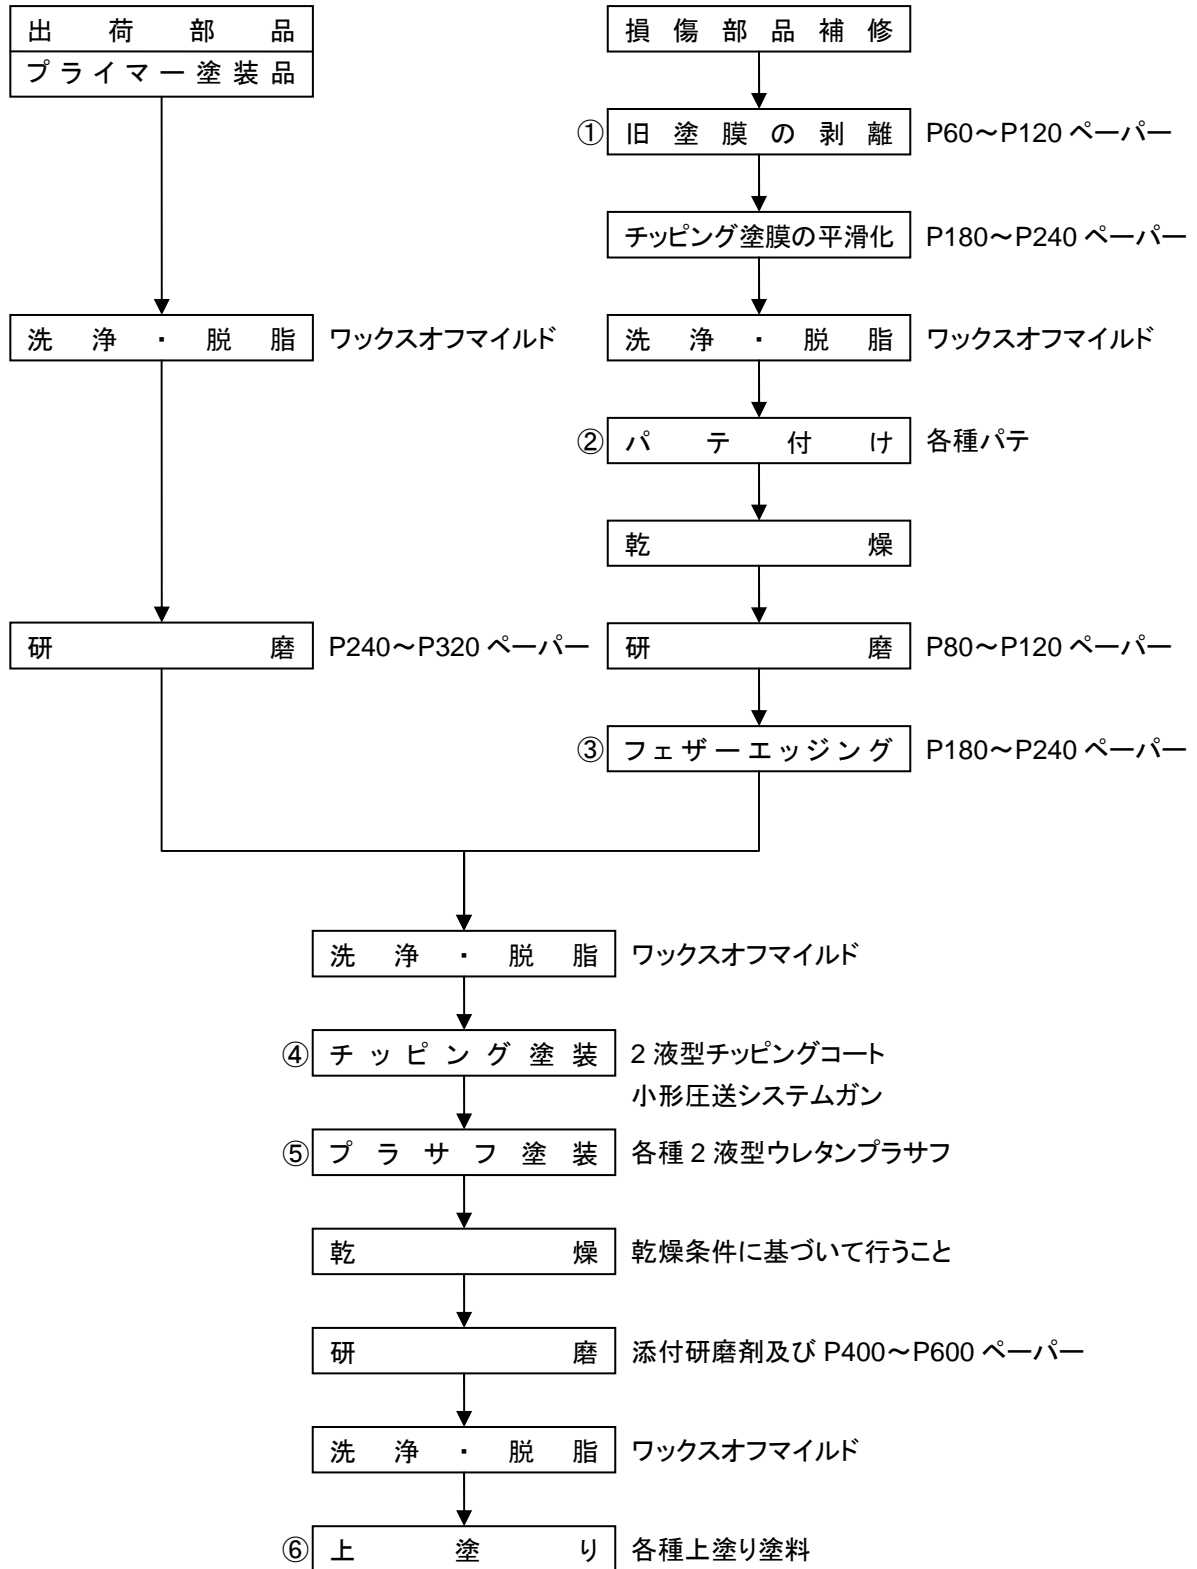 出荷部品
プライマー塗装品
洗浄・脱脂 ワックスオフマイルド
研磨 P240～P320 ペーパー
損傷部品補修
① 旧塗膜の剥離 P60～P120 ペーパー
チッピング塗膜の平滑化 P180～P240 ペーパー
洗浄・脱脂 ワックスオフマイルド
② パテ付け 各種パテ
乾燥
研磨 P80～P120 ペーパー
③ フェザーエッジング P180～P240 ペーパー
洗浄・脱脂 ワックスオフマイルド
④ チッピング塗装 2 液型チッピングコート
小形圧送システムガン
⑤ プラサフ塗装 各種 2 液型ウレタンプラサフ
乾燥 乾燥条件に基づいて行うこと
研磨 添付研磨剤及び P400～P600 ペーパー
洗浄・脱脂 ワックスオフマイルド
⑥ 上塗り 各種上塗り塗料